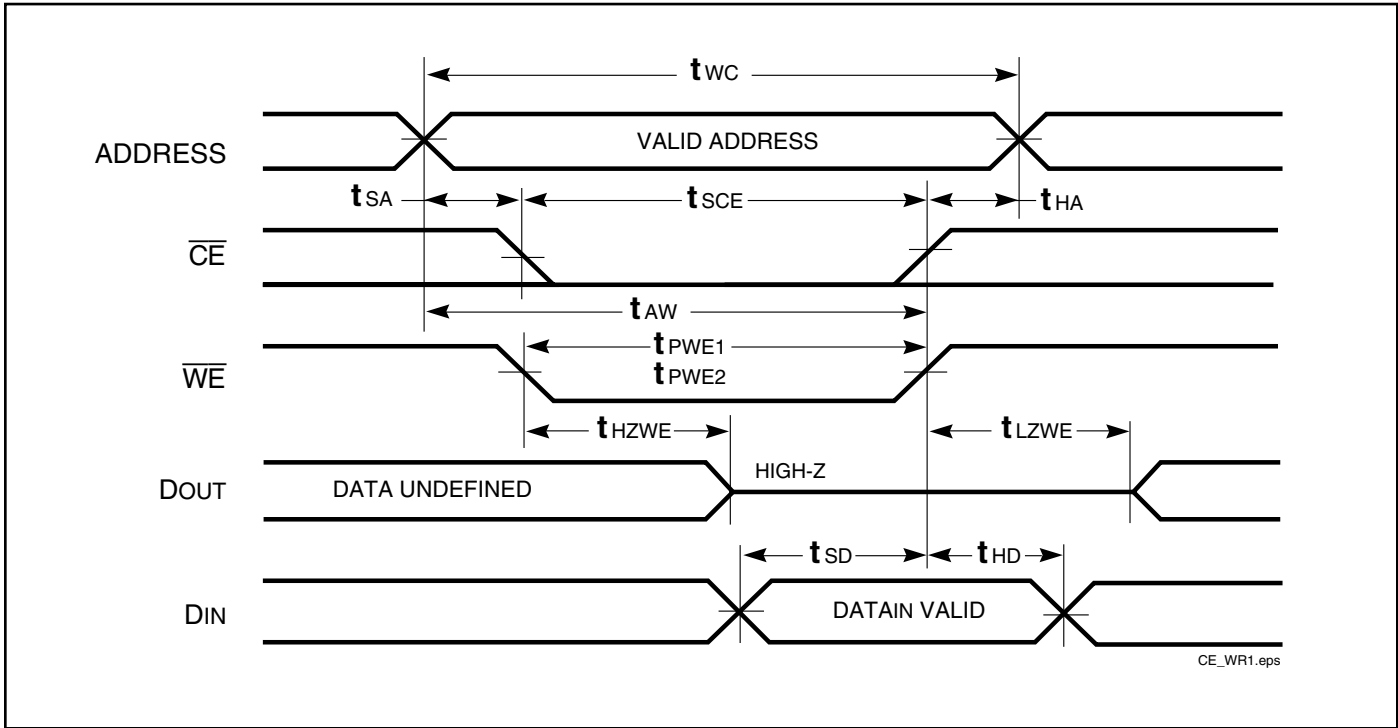 tWC
ADDRESS
VALID ADDRESS
tSA
tSCE
tHA
CE
tAW
tPWE1
WE
tPWE2
tHZWE
tLZWE
HIGH-Z
DOUT
DATA UNDEFINED
tSD
tHD
DIN
DATAIN VALID
CE_WR1.eps